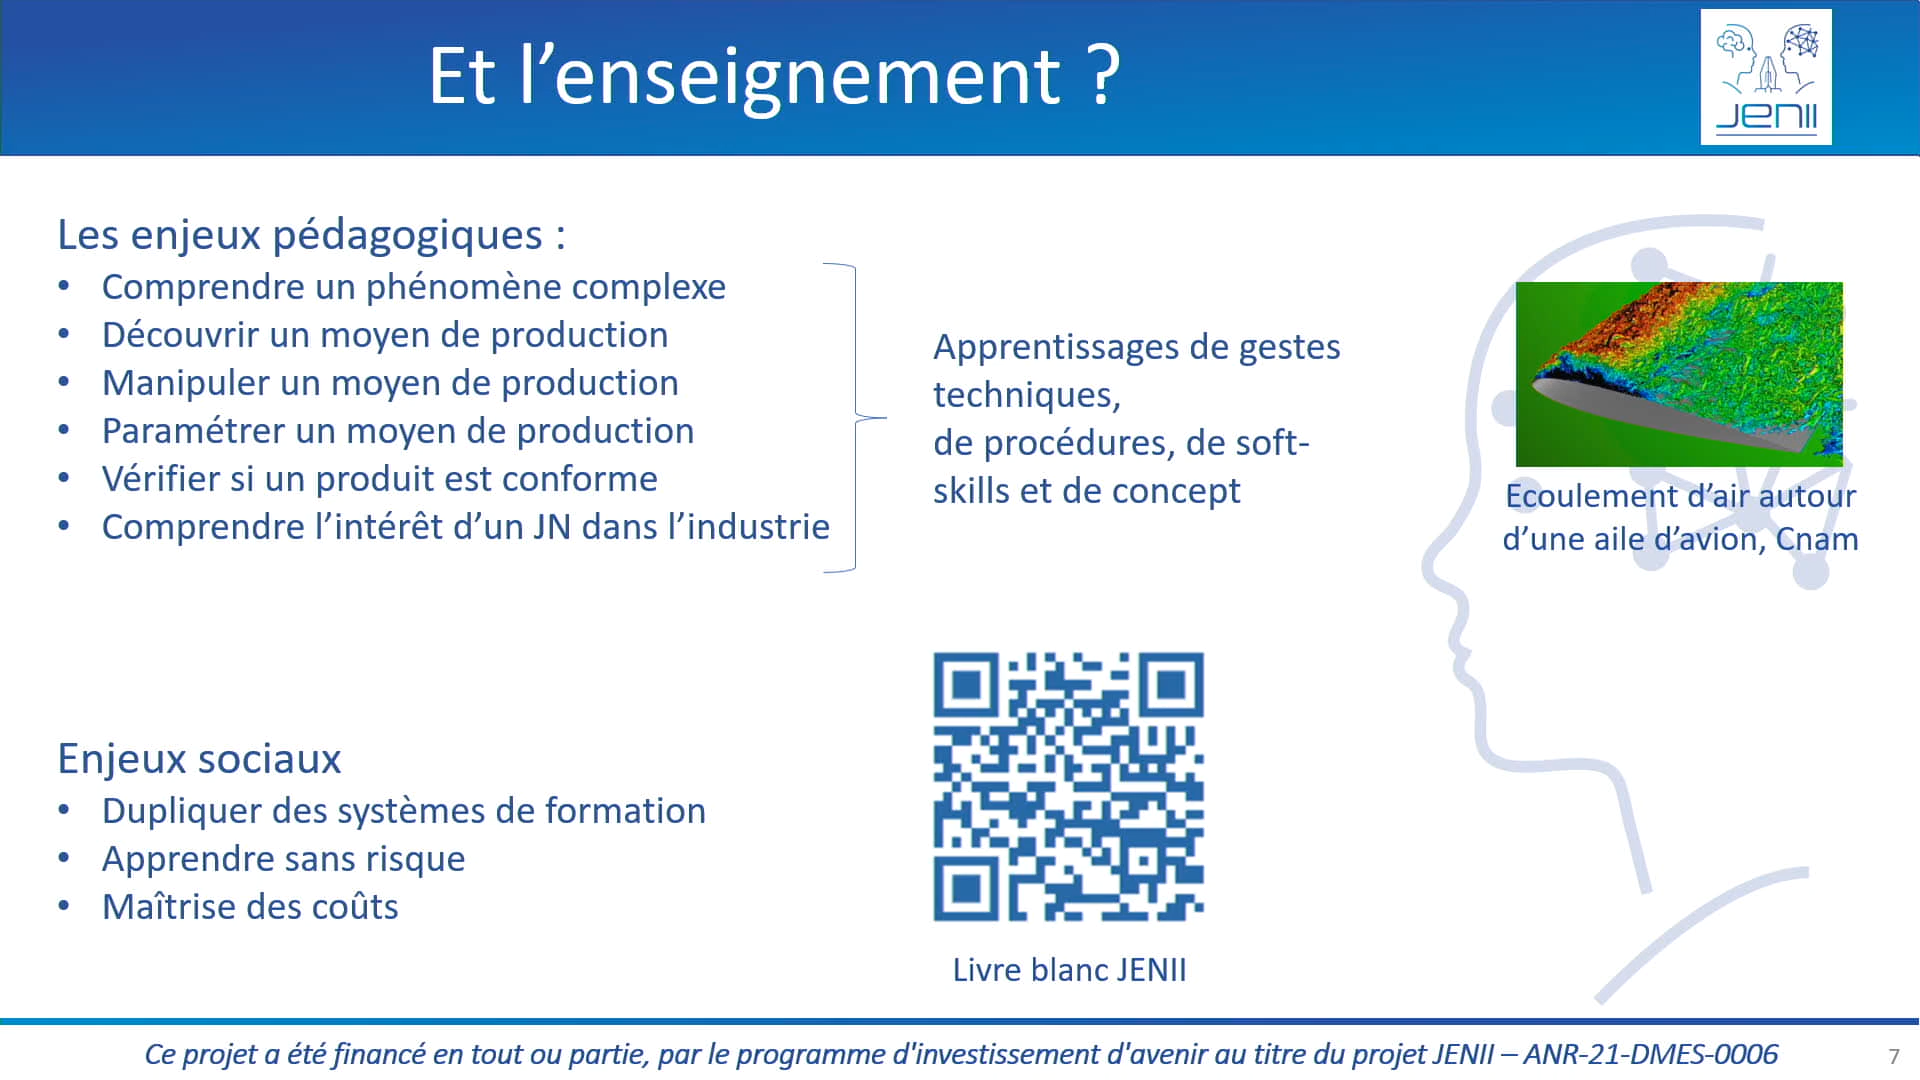 Et l’enseignement ?
JENII
Les enjeux pédagogiques :
• Comprendre un phénomène complexe
• Découvrir un moyen de production
• Manipuler un moyen de production
• Paramétrer un moyen de production
• Vérifier si un produit est conforme
• Comprendre l’intérêt d’un JN dans l’industrie
Apprentissages de gestes
techniques,
de procédures, de soft-
skills et de concept
Ecoulement d’air autour
d’une aile d’avion, Cnam
Enjeux sociaux
• Dupliquer des systèmes de formation
• Apprendre sans risque
• Maîtrise des coûts
Livre blanc JENII
Ce projet a été financé en tout ou partie, par le programme d'investissement d'avenir au titre du projet JENII – ANR-21-DMES-0006
7